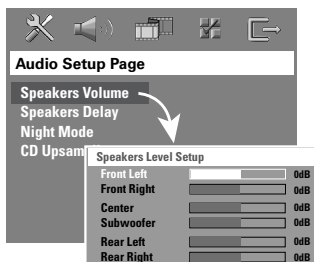 Audio Setup Page
Speakers Volume
Speakers Delay
Night Mode
CD Upsam
Speakers Level Setup
Front Left 0dB
Front Right 0dB
Center 0dB
Subwoofer 0dB
Rear Left 0dB
Rear Right 0dB